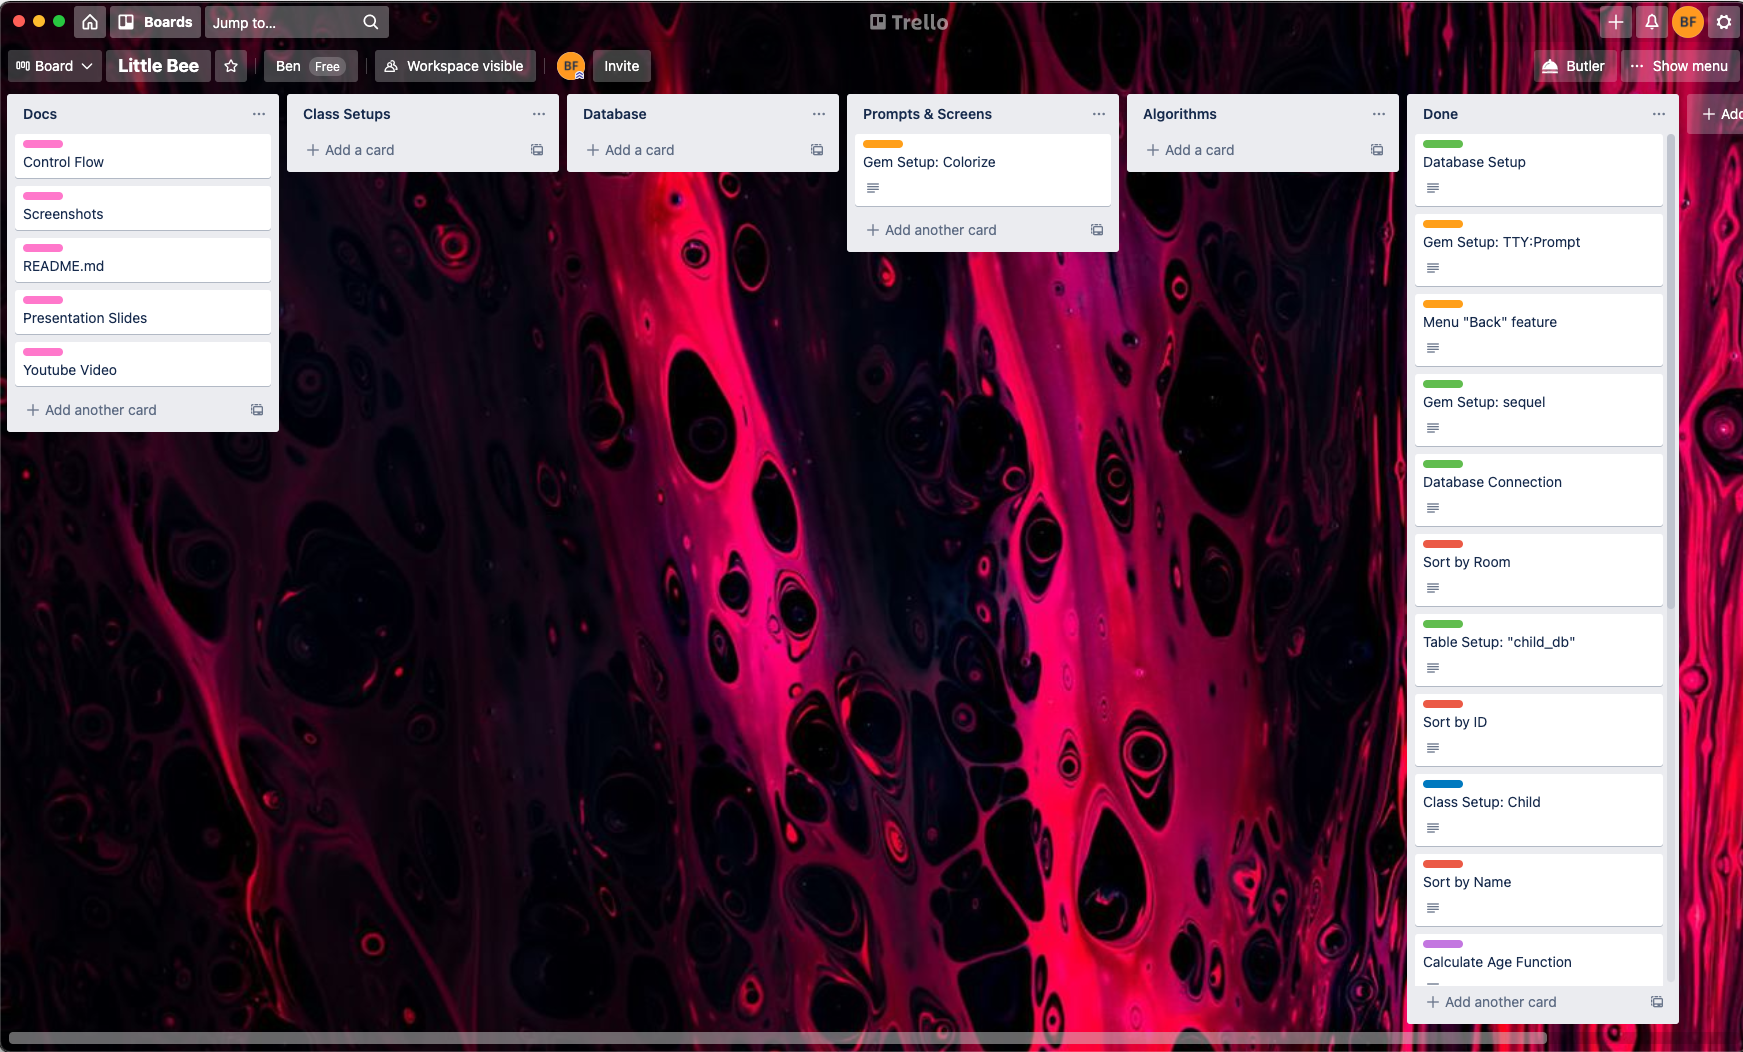 Boards
Jump to...
Trello
BF
Board
Little Bee
Ben Free
Workspace visible
BF
Invite
Butler
... Show menu
Docs
Control Flow
Screenshots
README.md
Presentation Slides
Youtube Video
+ Add another card
Class Setups
+ Add a card
Database
+ Add a card
Prompts & Screens
Gem Setup: Colorize
+ Add another card
Algorithms
+ Add a card
Done
Database Setup
Gem Setup: TTY:Prompt
Menu "Back" feature
Gem Setup: sequel
Database Connection
Sort by Room
Table Setup: "child_db"
Sort by ID
Class Setup: Child
Sort by Name
Calculate Age Function
+ Add another card
+ Add